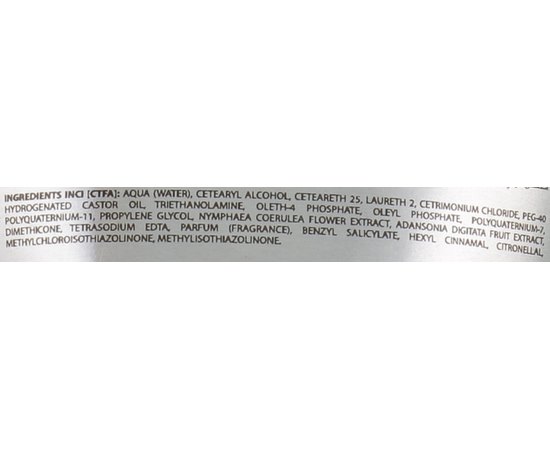 INGREDIENTS INCI [CTFA]: AQUA (WATER), CETEARYL ALCOHOL, CETEARETH 25, LAURETH 2, CETRIMONIUM CHLORIDE, PEG-40
HYDROGENATED CASTOR OIL, TRIETHANOLAMINE, OLETH-4 PHOSPHATE, OLEYL PHOSPHATE, POLYQUATERNIUM-7,
POLYQUATERNIUM-11, PROPYLENE GLYCOL, NYMPHAEA COERULEA FLOWER EXTRACT, ADANSONIA DIGITATA FRUIT EXTRACT,
DIMETHICONE, TETRASODIUM EDTA, PARFUM (FRAGRANCE), BENZYL SALICYLATE, HEXYL CINNAMAL, CITRONELLAL,
METHYLCHLOROISOTHIAZOLINONE, METHYLISOTHIAZOLINONE.